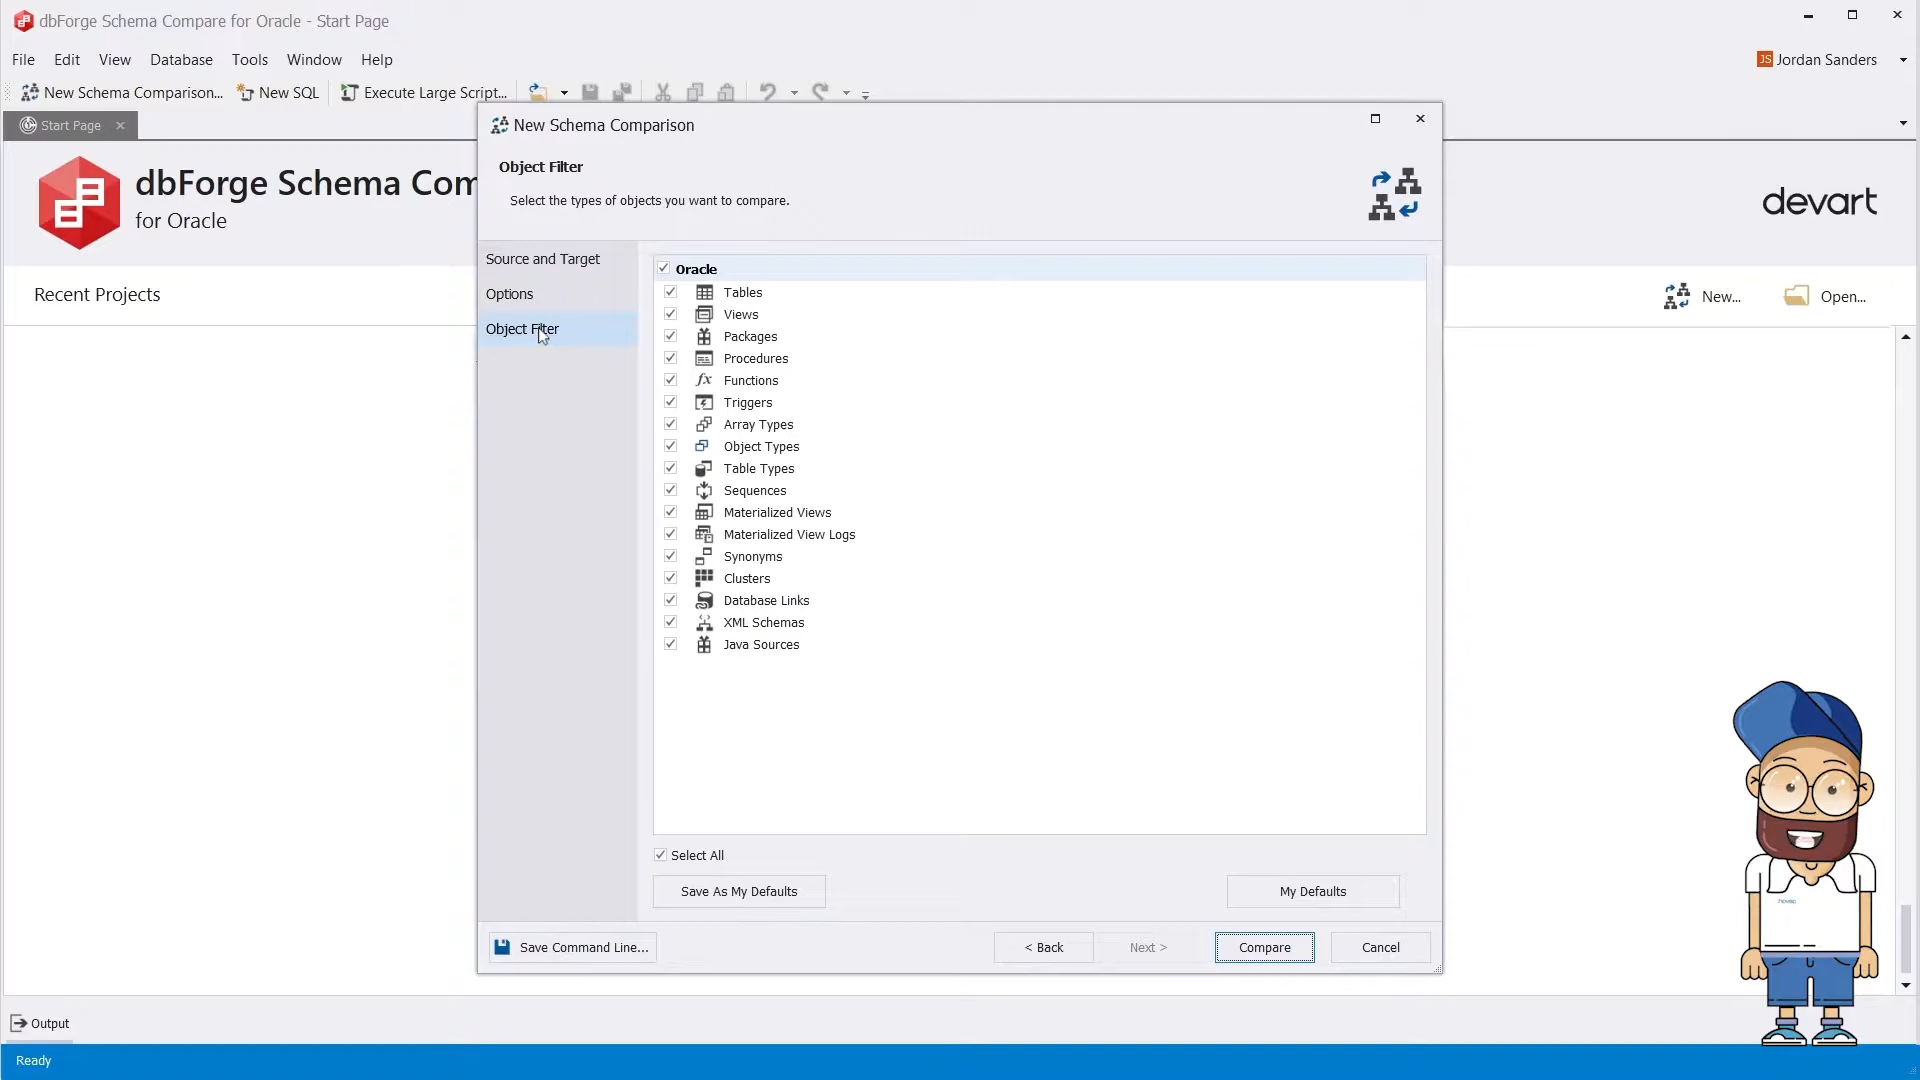 dbForge Schema Compare for Oracle - Start Page
File Edit View Database Tools Window Help
JS Jordan Sanders
New Schema Comparison... New SQL Execute Large Script...
Start Page
dbForge Schema Com
for Oracle
devart
Recent Projects
New... Open...
New Schema Comparison
Object Filter
Select the types of objects you want to compare.
Source and Target
Options
Object Filter
Oracle
Tables
Views
Packages
Procedures
fx Functions
Triggers
Array Types
Object Types
Table Types
Sequences
Materialized Views
Materialized View Logs
Synonyms
Clusters
Database Links
XML Schemas
Java Sources
Select All
Save As My Defaults My Defaults
Save Command Line... < Back Next > Compare Cancel
Output
Ready